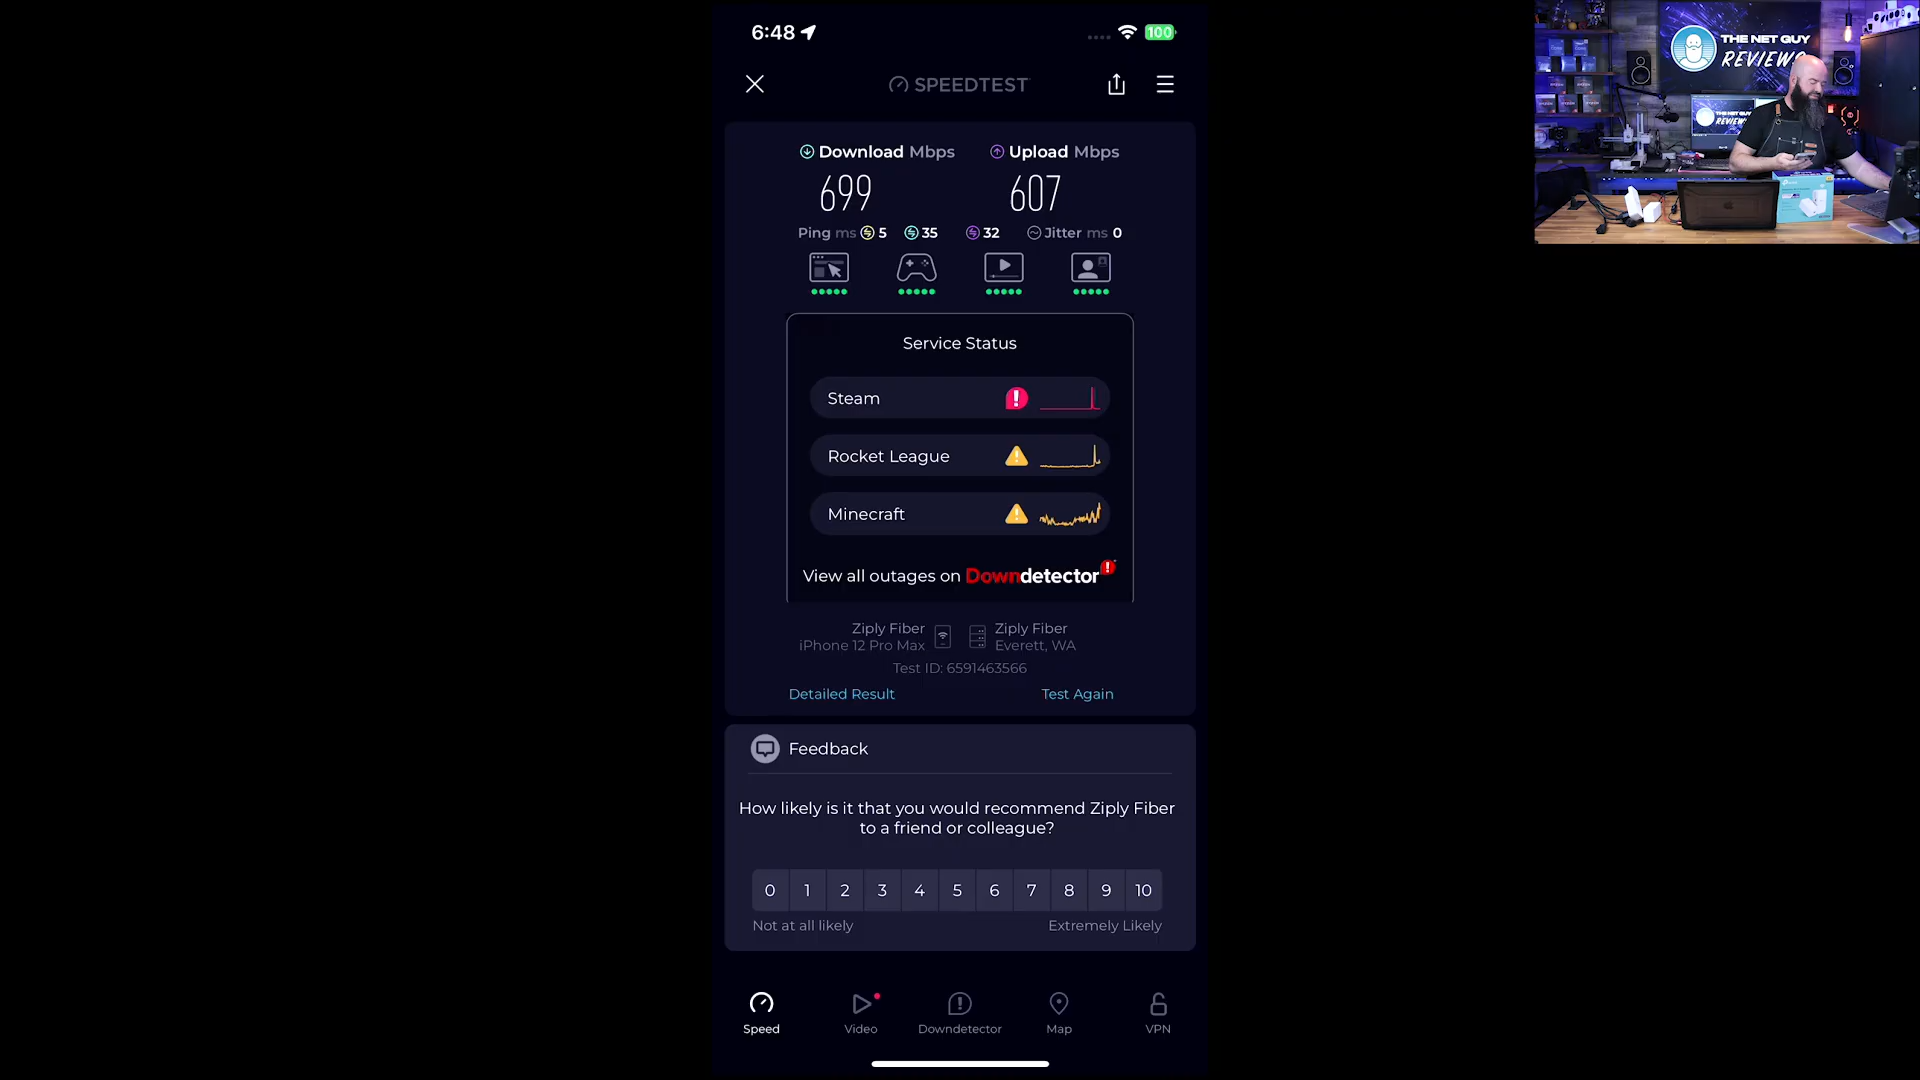 6:48
100
SPEEDTEST
Download Mbps
Upload Mbps
699
607
Ping ms 5 35 32 Jitter ms 0
Service Status
Steam
Rocket League
Minecraft
View all outages on Downdetector
Ziply Fiber
iPhone 12 Pro Max
Ziply Fiber
Everett, WA
Test ID: 6591463566
Detailed Result
Test Again
Feedback
How likely is it that you would recommend Ziply Fiber
to a friend or colleague?
0 1 2 3 4 5 6 7 8 9 10
Not at all likely
Extremely Likely
Speed
Video
Downdetector
Map
VPN
THE NET GUY
REVIEWS